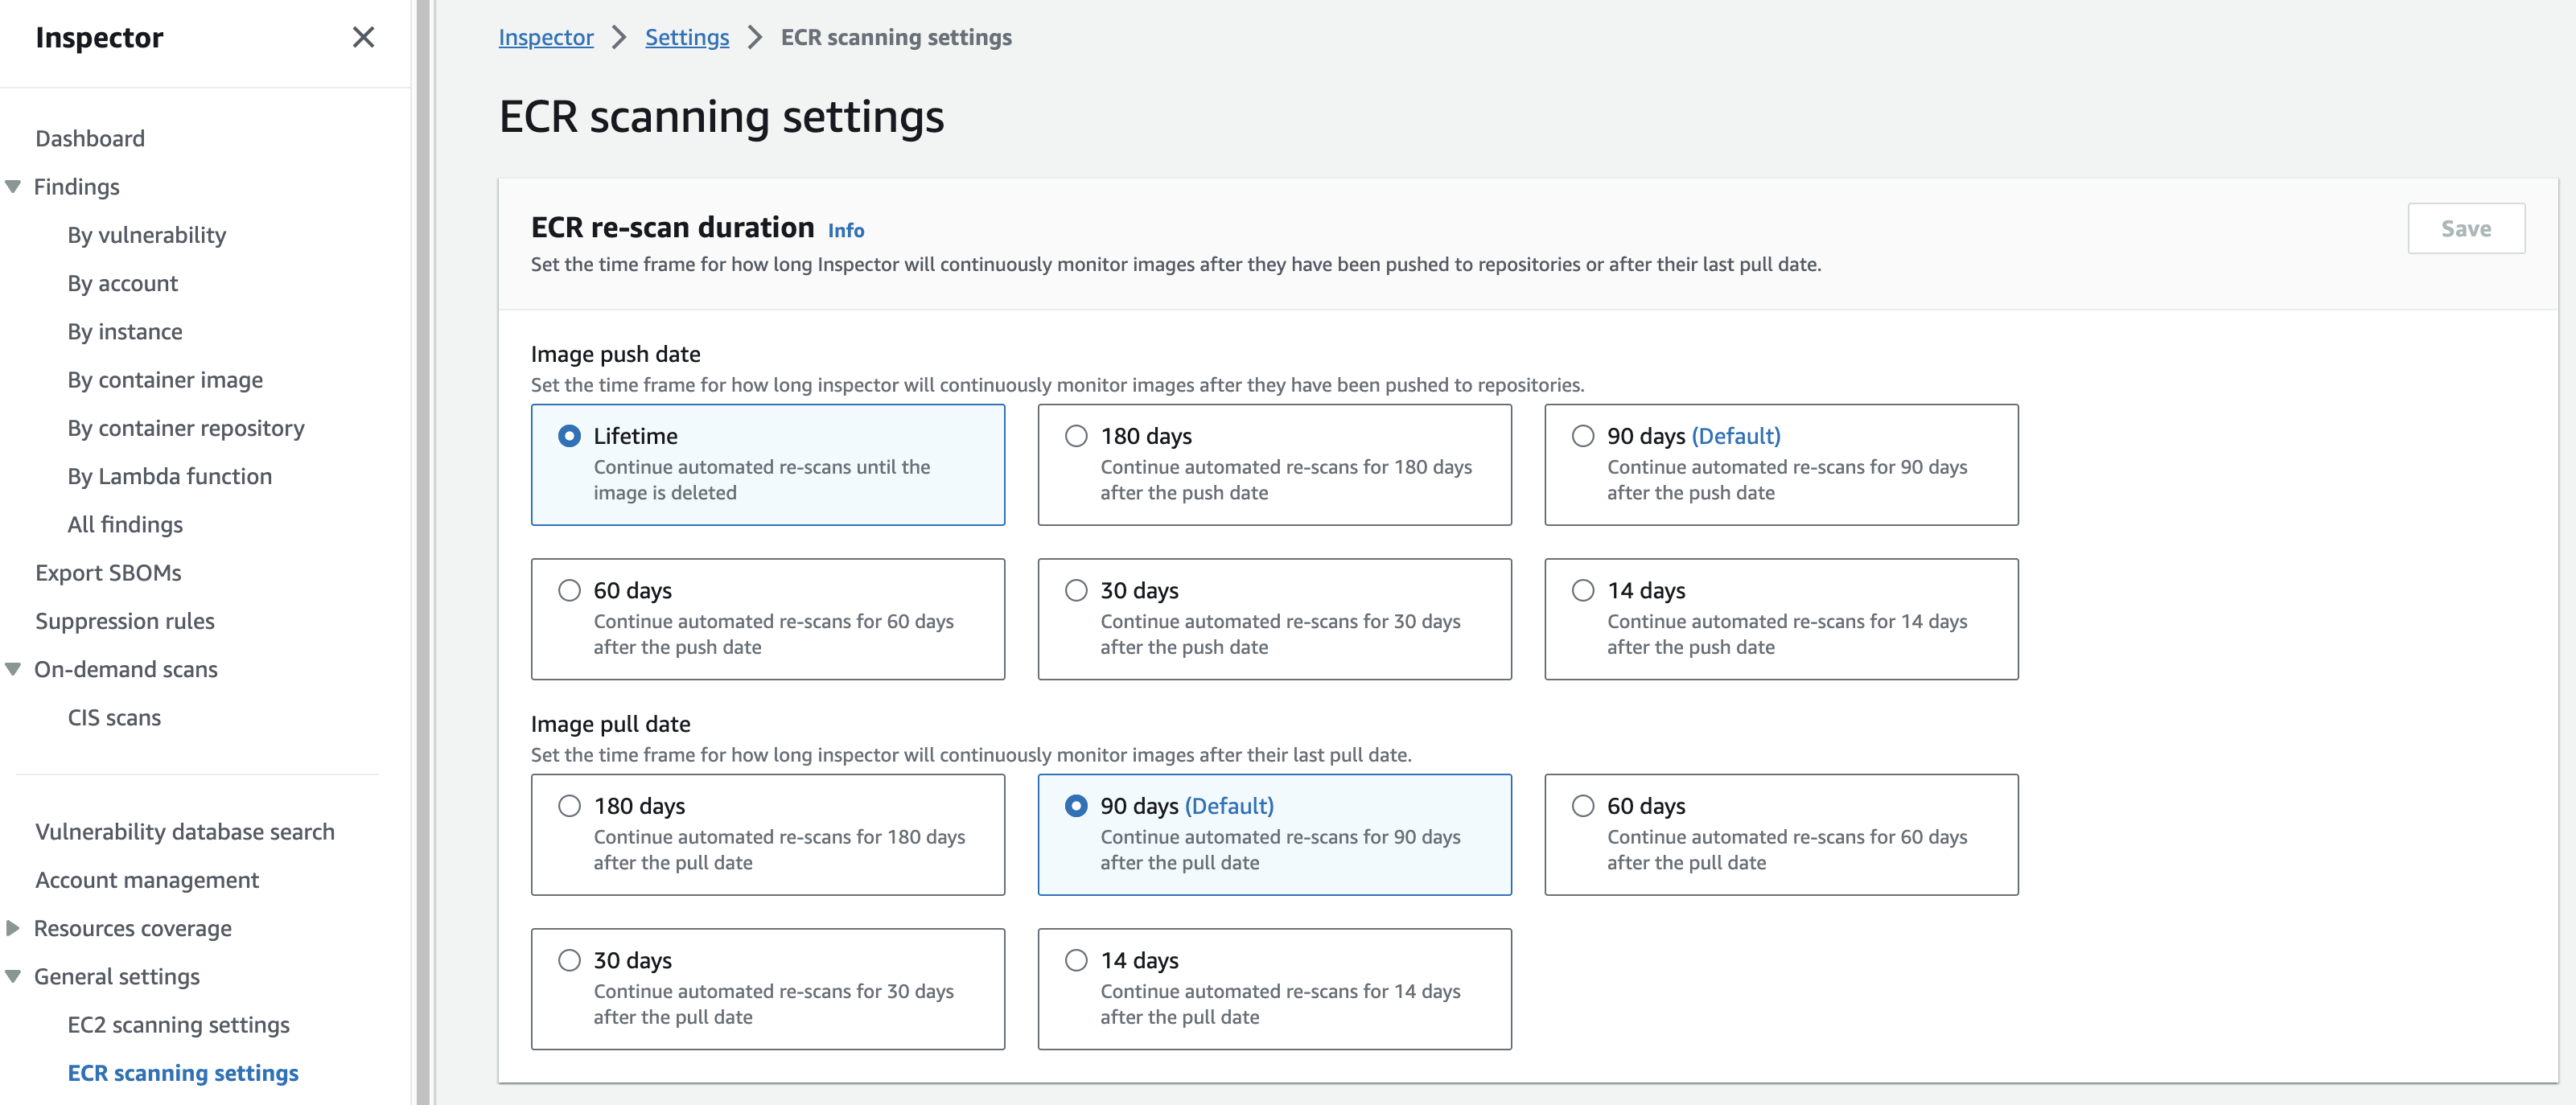 Inspector
Dashboard
Findings
By vulnerability
By account
By instance
By container image
By container repository
By Lambda function
All findings
Export SBOMs
Suppression rules
On-demand scans
CIS scans
Vulnerability database search
Account management
Resources coverage
General settings
EC2 scanning settings
ECR scanning settings
Inspector > Settings > ECR scanning settings
ECR scanning settings
ECR re-scan duration Info
Save
Set the time frame for how long Inspector will continuously monitor images after they have been pushed to repositories or after their last pull date.
Image push date
Set the time frame for how long inspector will continuously monitor images after they have been pushed to repositories.
Lifetime
Continue automated re-scans until the
image is deleted
180 days
Continue automated re-scans for 180 days
after the push date
90 days (Default)
Continue automated re-scans for 90 days
after the push date
60 days
Continue automated re-scans for 60 days
after the push date
30 days
Continue automated re-scans for 30 days
after the push date
14 days
Continue automated re-scans for 14 days
after the push date
Image pull date
Set the time frame for how long inspector will continuously monitor images after their last pull date.
180 days
Continue automated re-scans for 180 days
after the pull date
90 days (Default)
Continue automated re-scans for 90 days
after the pull date
60 days
Continue automated re-scans for 60 days
after the pull date
30 days
Continue automated re-scans for 30 days
after the pull date
14 days
Continue automated re-scans for 14 days
after the pull date